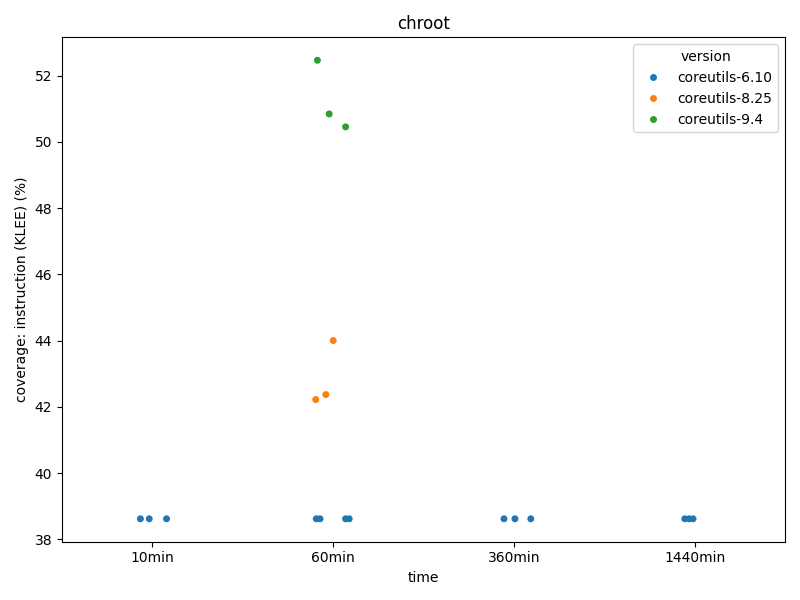 chroot
version
coreutils-6.10
coreutils-8.25
coreutils-9.4
coverage: instruction (KLEE) (%)
52
50
48
46
44
42
40
38
10min
60min
360min
1440min
time